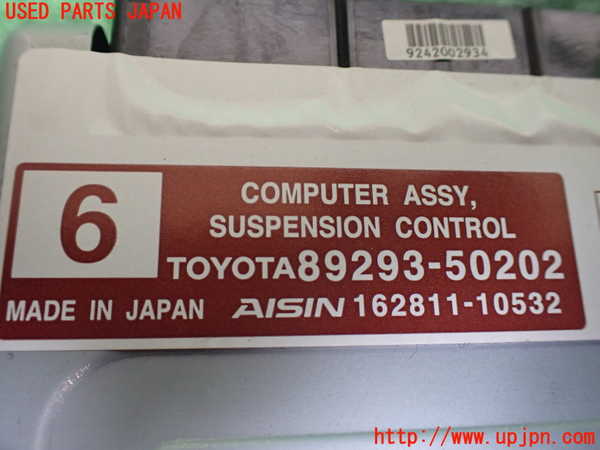 USED PARTS JAPAN
9242002934
6
COMPUTER ASSY,
SUSPENSION CONTROL
TOYOTA 89293-50202
MADE IN JAPAN AISIN 162811-10532
http://www.upjpn.com/